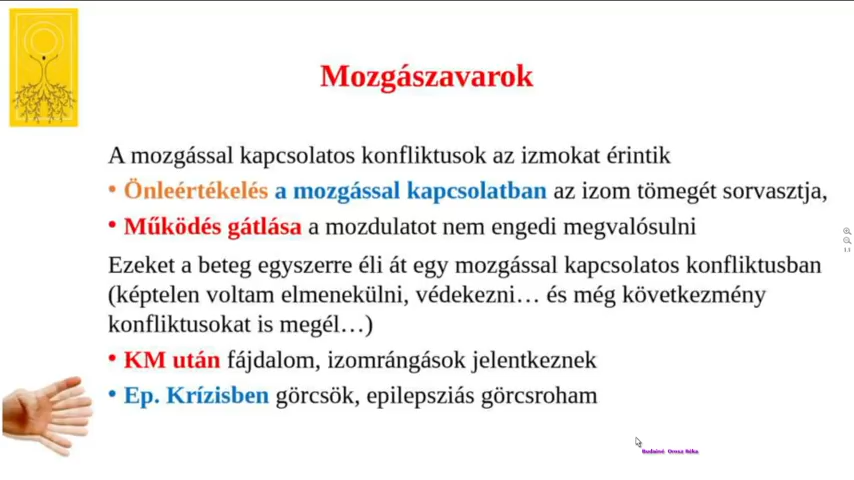 Mozgászavarok
A mozgással kapcsolatos konfliktusok az izmokat érintik
• Önleértékelés a mozgással kapcsolatban az izom tömegét sorvasztja,
• Működés gátlása a mozdulatot nem engedi megvalósulni
Ezeket a beteg egyszerre éli át egy mozgással kapcsolatos konfliktusban
(képtelen voltam elmenekülni, védekezni… és még következmény
konfliktusokat is megél…)
• KM után fájdalom, izomrángások jelentkeznek
• Ep. Krízisben görcsök, epilepsziás görcsroham
Budainé Orosz Réka